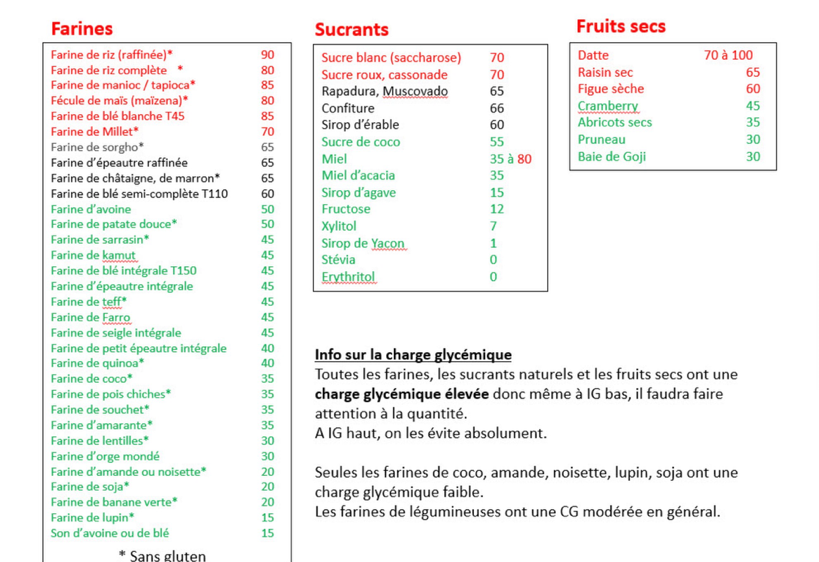 Farines
Farine de riz (raffinée)* 90
Farine de riz complète * 80
Farine de manioc / tapioca* 85
Fécule de maïs (maïzena)* 80
Farine de blé blanche T45 85
Farine de Millet* 70
Farine de sorgho* 65
Farine d'épeautre raffinée 65
Farine de châtaigne, de marron* 65
Farine de blé semi-complète T110 60
Farine d'avoine 50
Farine de patate douce* 50
Farine de sarrasin* 45
Farine de kamut 45
Farine de blé intégrale T150 45
Farine d'épeautre intégrale 45
Farine de teff* 45
Farine de Farro 45
Farine de seigle intégrale 45
Farine de petit épeautre intégrale 40
Farine de quinoa* 40
Farine de coco* 35
Farine de pois chiches* 35
Farine de souchet* 35
Farine d'amarante* 35
Farine de lentilles* 30
Farine d'orge mondé 30
Farine d'amande ou noisette* 20
Farine de soja* 20
Farine de banane verte* 20
Farine de lupin* 15
Son d'avoine ou de blé 15
* Sans gluten
Sucrants
Sucre blanc (saccharose) 70
Sucre roux, cassonade 70
Rapadura, Muscovado 65
Confiture 66
Sirop d'érable 60
Sucre de coco 55
Miel 35 à 80
Miel d'acacia 35
Sirop d'agave 15
Fructose 12
Xylitol 7
Sirop de Yacon 1
Stévia 0
Erythritol 0
Fruits secs
Datte 70 à 100
Raisin sec 65
Figue sèche 60
Cramberry 45
Abricots secs 35
Pruneau 30
Baie de Goji 30
Info sur la charge glycémique
Toutes les farines, les sucrants naturels et les fruits secs ont une
charge glycémique élevée donc même à IG bas, il faudra faire
attention à la quantité.
A IG haut, on les évite absolument.
Seules les farines de coco, amande, noisette, lupin, soja ont une
charge glycémique faible.
Les farines de légumineuses ont une CG modérée en général.